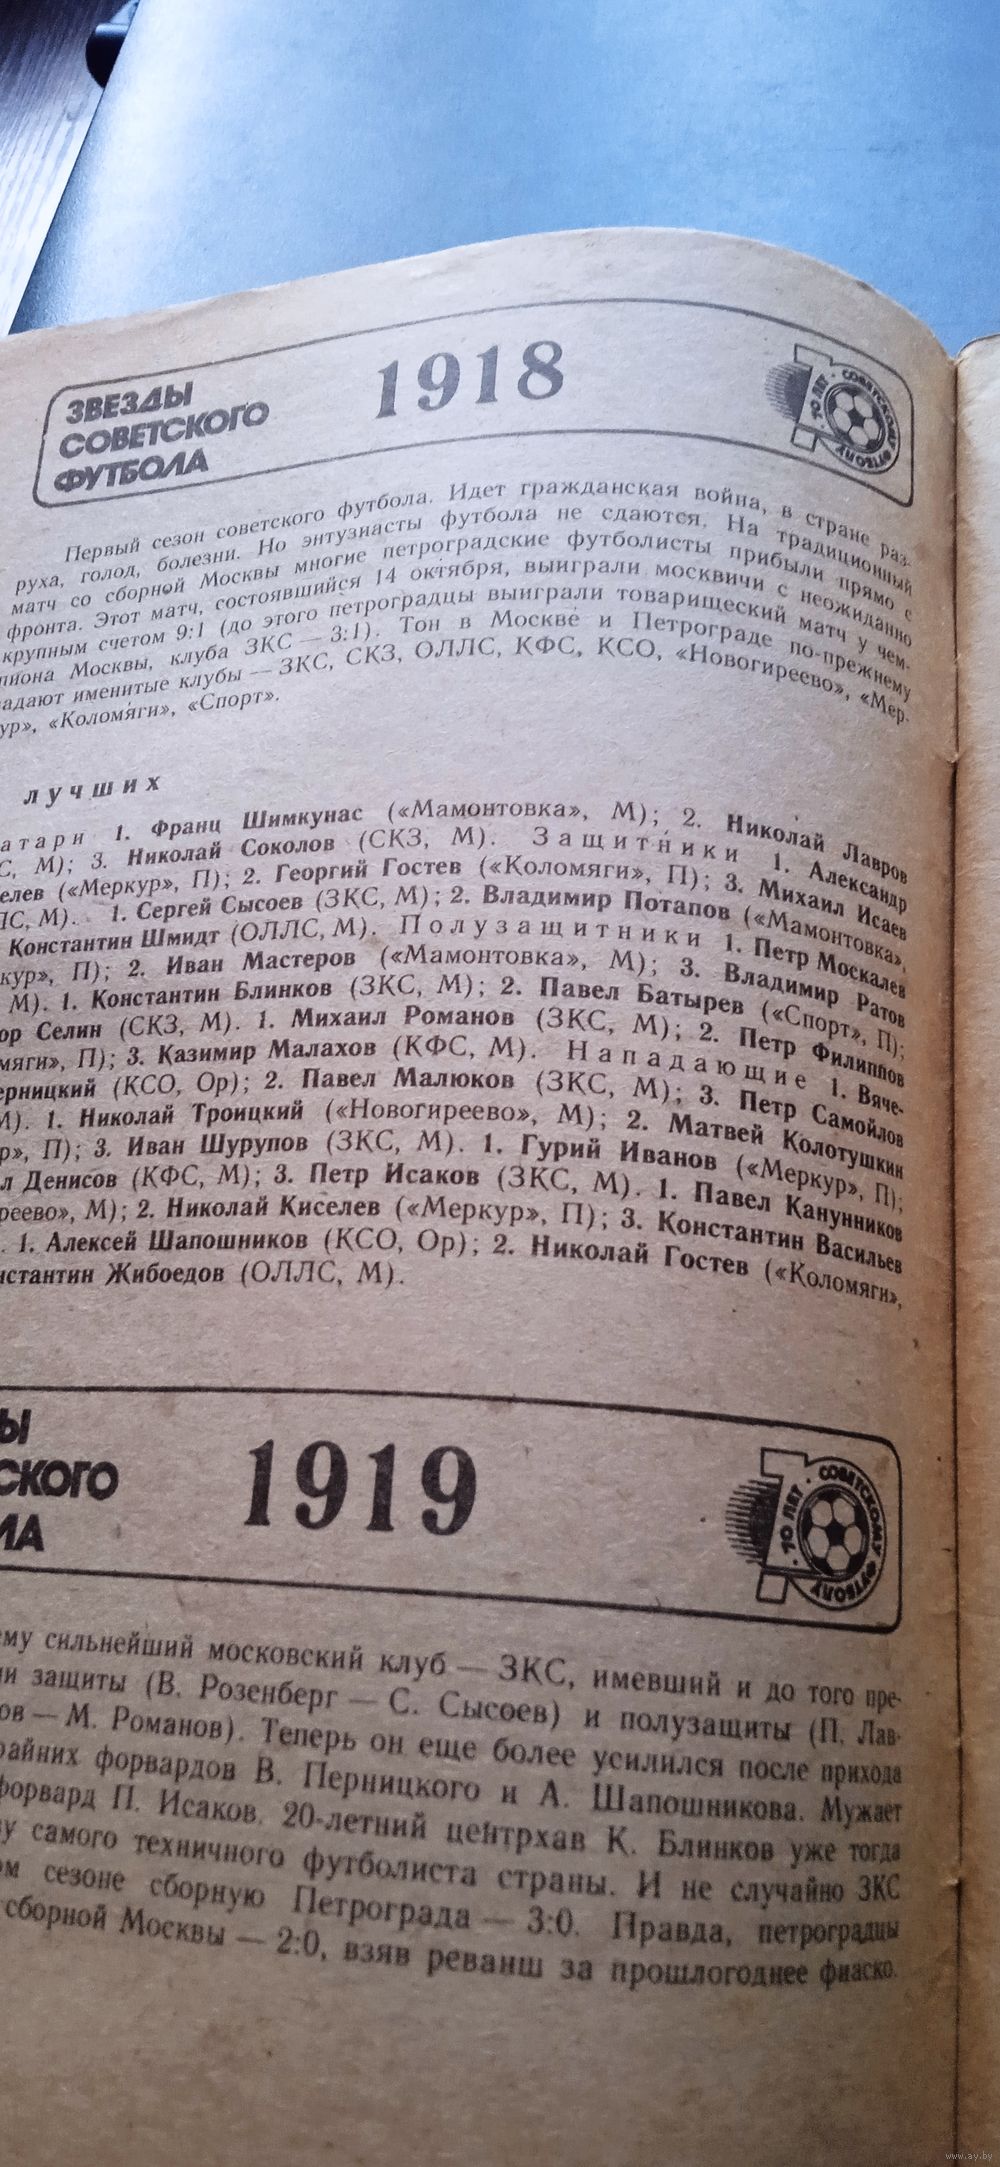 ЗВЕЗДЫ
СОВЕТСКОГО
ФУТБОЛА
1918
70 ЛЕТ · СОВЕТСКОМУ ФУТБОЛУ
Первый сезон советского футбола. Идет гражданская война, в стране раз-
руха, голод, болезни. Но энтузиасты футбола не сдаются. На традиционный
матч со сборной Москвы многие петроградские футболисты прибыли прямо с
фронта. Этот матч, состоявшийся 14 октября, выиграли москвичи с неожиданно
крупным счетом 9:1 (до этого петроградцы выиграли товарищеский матч у чем-
пиона Москвы, клуба ЗКС — 3:1). Тон в Москве и Петрограде по-прежнему
задают именитые клубы — ЗКС, СКЗ, ОЛЛС, КФС, КСО, «Новогиреево», «Мер-
ур», «Коломяги», «Спорт».
лучших
атари 1. Франц Шимкунас («Мамонтовка», М); 2. Николай Лавров
С, М); 3. Николай Соколов (СКЗ, М). Защитники 1. Александр
селев («Меркур», П); 2. Георгий Гостев («Коломяги», П); 3. Михаил Исаев
ЛС, М). 1. Сергей Сысоев (ЗКС, М); 2. Владимир Потапов («Мамонтовка»,
Константин Шмидт (ОЛЛС, М). Полузащитники 1. Петр Москалев
кур», П); 2. Иван Мастеров («Мамонтовка», М); 3. Владимир Ратов
М). 1. Константин Блинков (ЗКС, М); 2. Павел Батырев («Спорт», П);
ор Селин (СКЗ, М). 1. Михаил Романов (ЗКС, М); 2. Петр Филиппов
мяги», П); 3. Казимир Малахов (КФС, М). Нападающие 1. Вяче-
ерницкий (КСО, Ор); 2. Павел Малюков (ЗКС, М); 3. Петр Самойлов
М). 1. Николай Троицкий («Новогиреево», М); 2. Матвей Колотушкин
р», П); 3. Иван Шурупов (ЗКС, М). 1. Гурий Иванов («Меркур», П);
л Денисов (КФС, М); 3. Петр Исаков (ЗКС, М). 1. Павел Канунников
реево», М); 2. Николай Киселев («Меркур», П); 3. Константин Васильев
. 1. Алексей Шапошников (КСО, Ор); 2. Николай Гостев («Коломяги»,
нстантин Жибоедов (ОЛЛС, М).
Ы
СКОГО
ЛА
1919
70 ЛЕТ · СОВЕТСКОМУ ФУТБОЛУ
ему сильнейший московский клуб — ЗКС, имевший и до того пре-
ии защиты (В. Розенберг — С. Сысоев) и полузащиты (П. Лав-
ов — М. Романов). Теперь он еще более усилился после прихода
райних форвардов В. Перницкого и А. Шапошникова. Мужает
форвард П. Исаков. 20-летний центрхав К. Блинков уже тогда
у самого техничного футболиста страны. И не случайно ЗКС
ом сезоне сборную Петрограда — 3:0. Правда, петроградцы
сборной Москвы — 2:0, взяв реванш за прошлогоднее фиаско.
www.ay.by